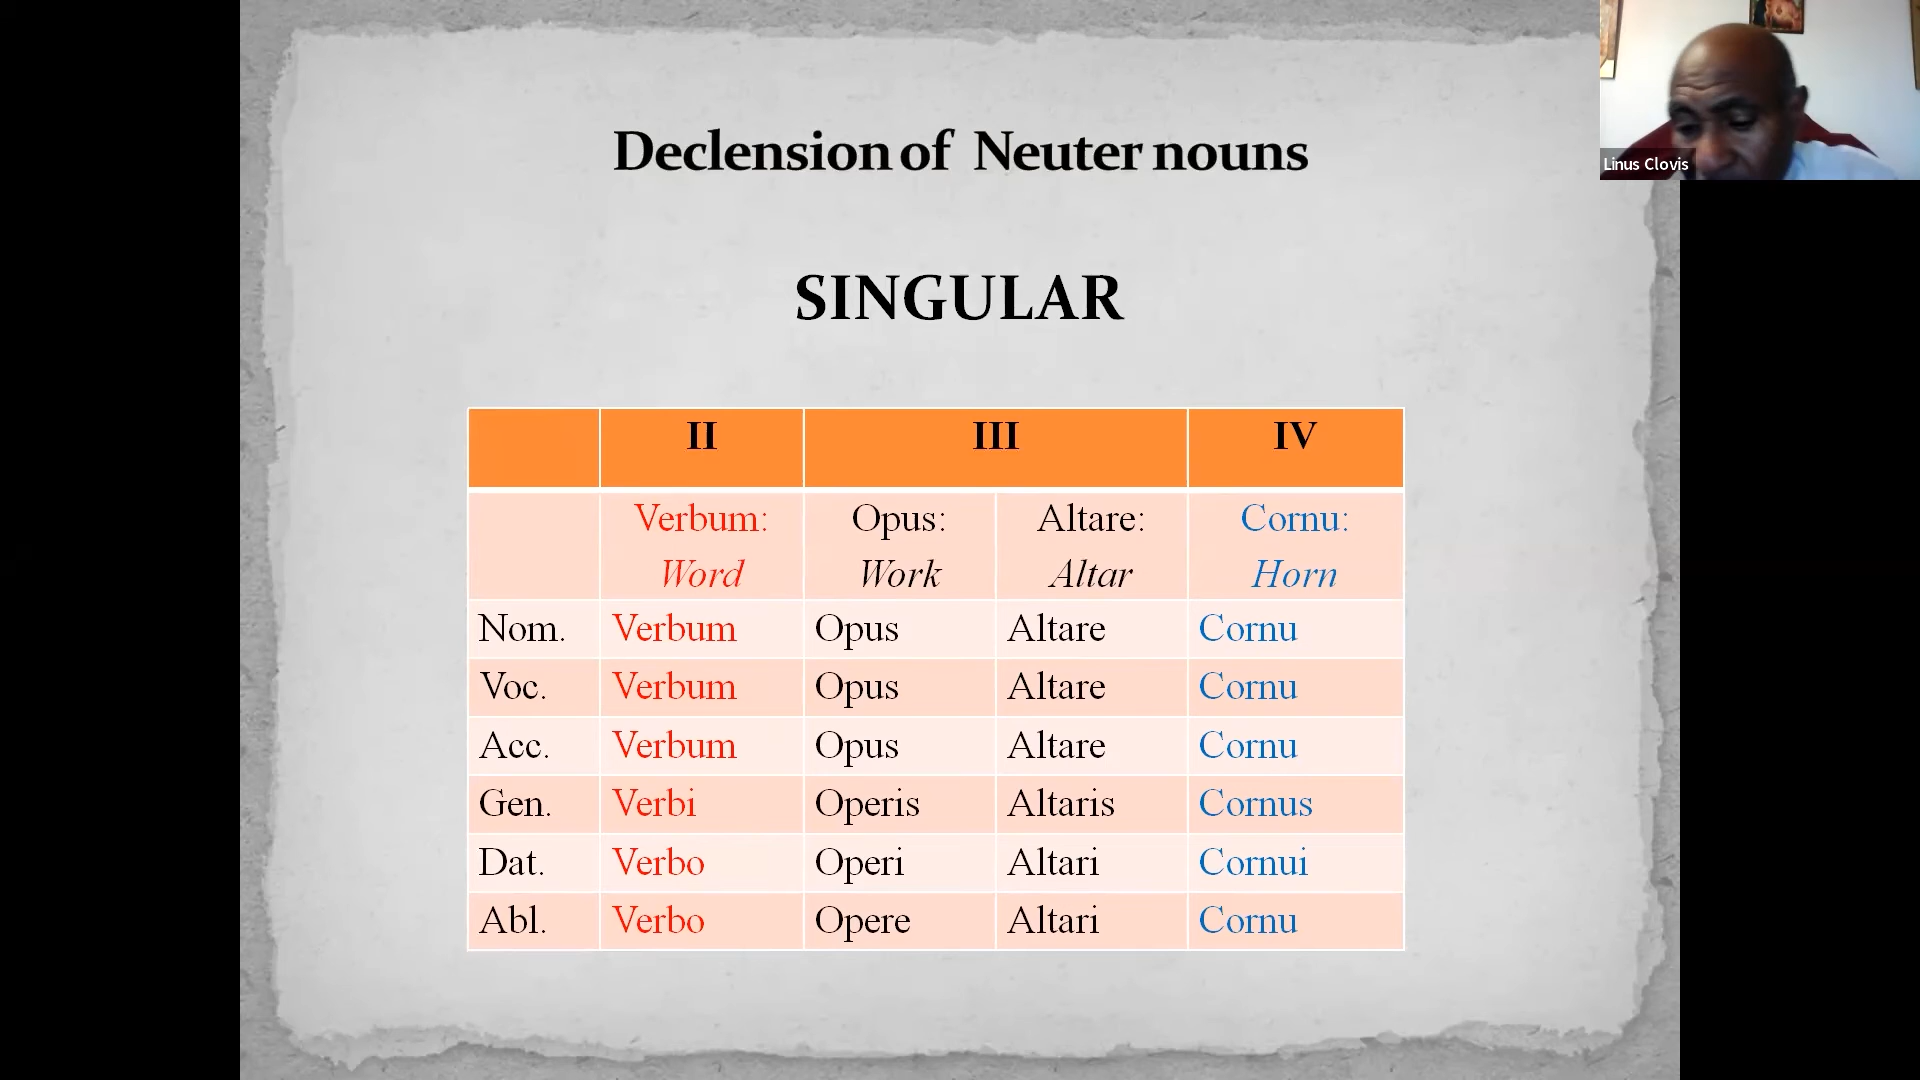 Linus Clovis
Declension of Neuter nouns
SINGULAR
II III IV
Verbum: Opus: Altare: Cornu:
Word Work Altar Horn
Nom. Verbum Opus Altare Cornu
Voc. Verbum Opus Altare Cornu
Acc. Verbum Opus Altare Cornu
Gen. Verbi Operis Altaris Cornus
Dat. Verbo Operi Altari Cornui
Abl. Verbo Opere Altari Cornu